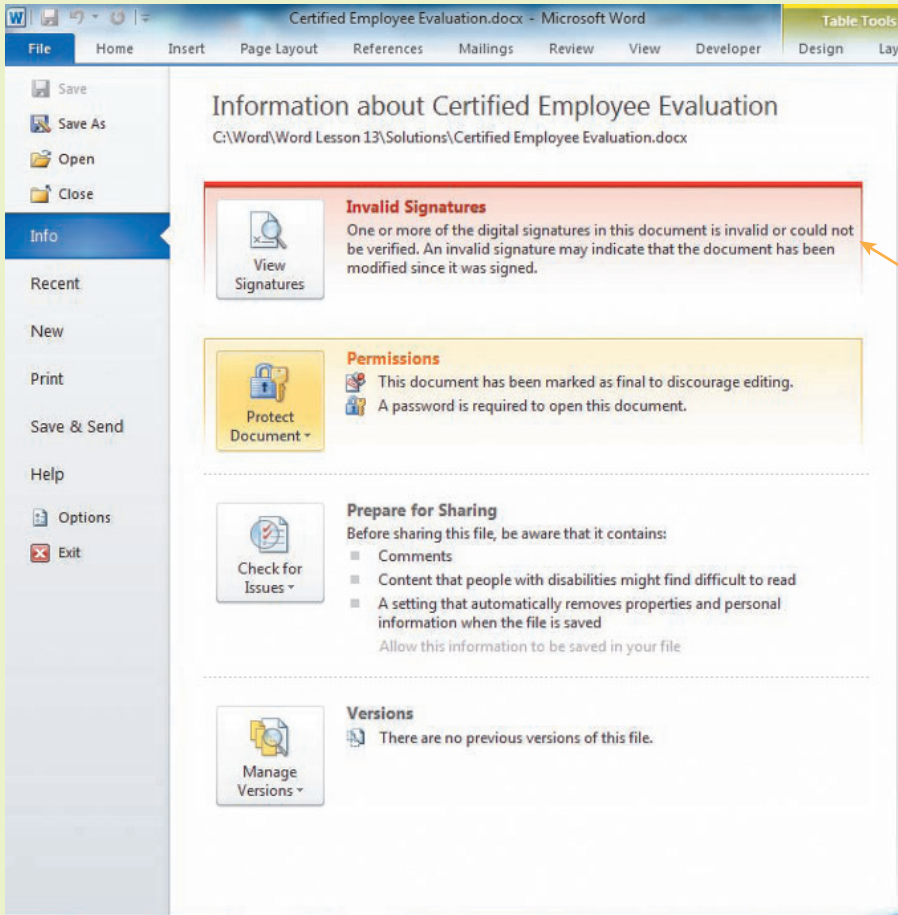 Certified Employee Evaluation.docx - Microsoft Word
Table Tools
File Home Insert Page Layout References Mailings Review View Developer Design Lay
Save
Save As
Open
Close
Info
Recent
New
Print
Save & Send
Help
Options
Exit
Information about Certified Employee Evaluation
C:\Word\Word Lesson 13\Solutions\Certified Employee Evaluation.docx
View
Signatures
Invalid Signatures
One or more of the digital signatures in this document is invalid or could not
be verified. An invalid signature may indicate that the document has been
modified since it was signed.
Protect
Document
Permissions
This document has been marked as final to discourage editing.
A password is required to open this document.
Check for
Issues
Prepare for Sharing
Before sharing this file, be aware that it contains:
Comments
Content that people with disabilities might find difficult to read
A setting that automatically removes properties and personal
information when the file is saved
Allow this information to be saved in your file
Manage
Versions
Versions
There are no previous versions of this file.